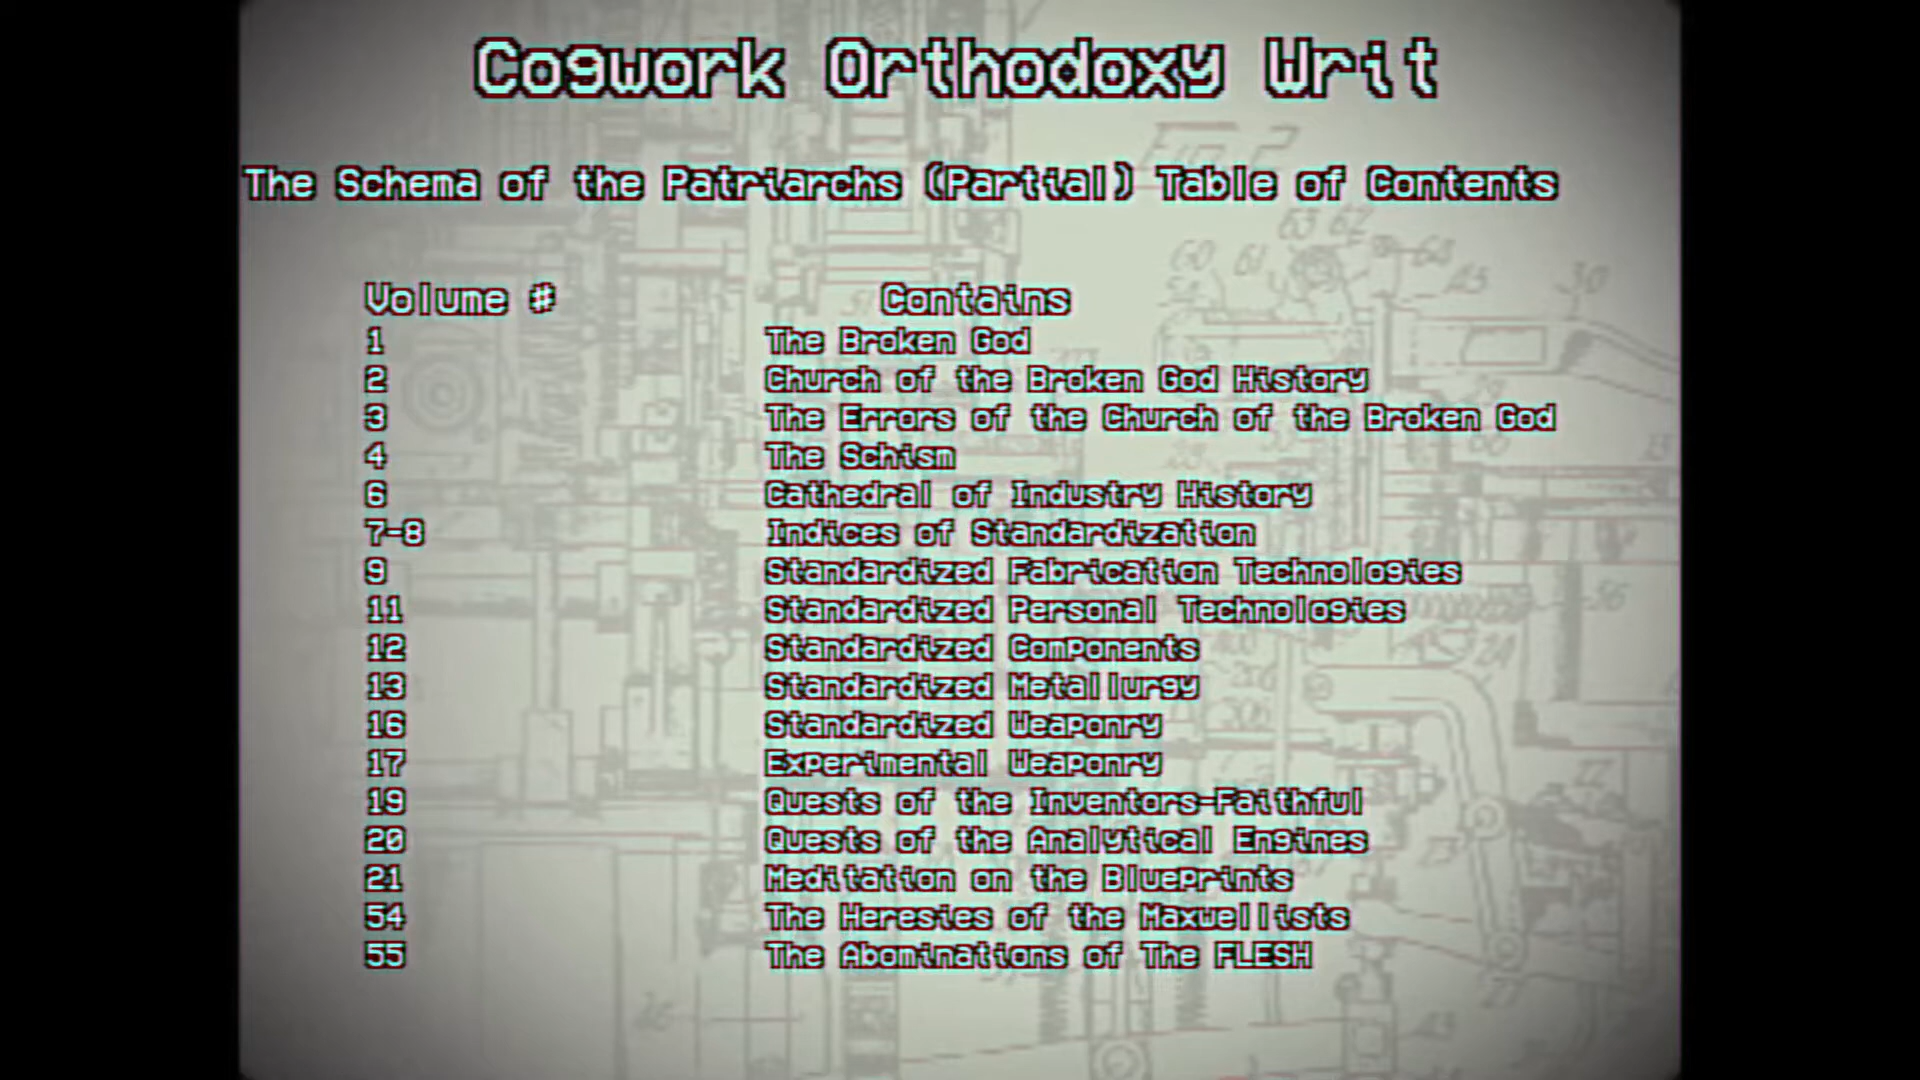 Cogwork Orthodoxy Writ
The Schema of the Patriarchs (Partial) Table of Contents
Volume # Contains
1 The Broken God
2 Church of the Broken God History
3 The Errors of the Church of the Broken God
4 The Schism
6 Cathedral of Industry History
7-8 Indices of Standardization
9 Standardized Fabrication Technologies
11 Standardized Personal Technologies
12 Standardized Components
13 Standardized Metallurgy
16 Standardized Weaponry
17 Experimental Weaponry
19 Quests of the Inventors-Faithful
20 Quests of the Analytical Engines
21 Meditation on the Blueprints
54 The Heresies of the Maxwellists
55 The Abominations of The FLESH